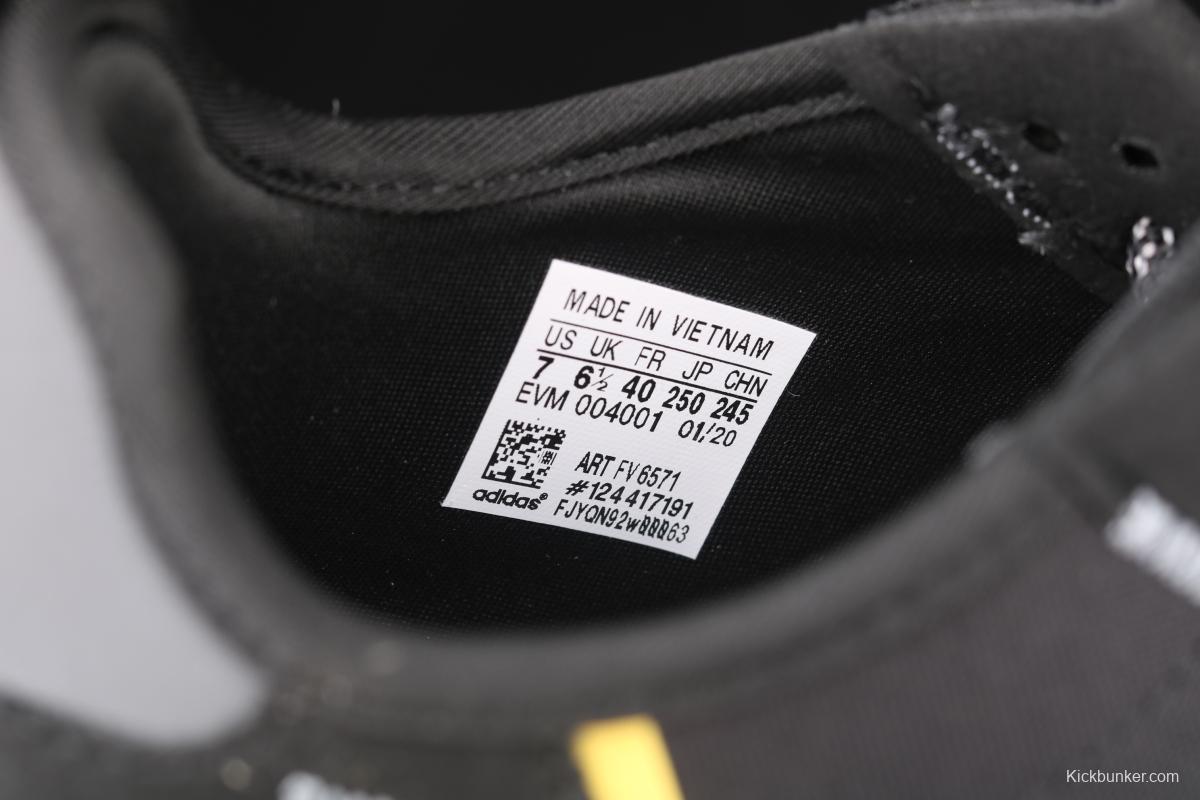 MADE IN VIETNAM
US UK FR JP CHN
7 6½ 40 250 245
EVM 004001 01/20
ART FV6571
#124417191
adidas®
FJYQN92w0QQ63
Kickbunker.com